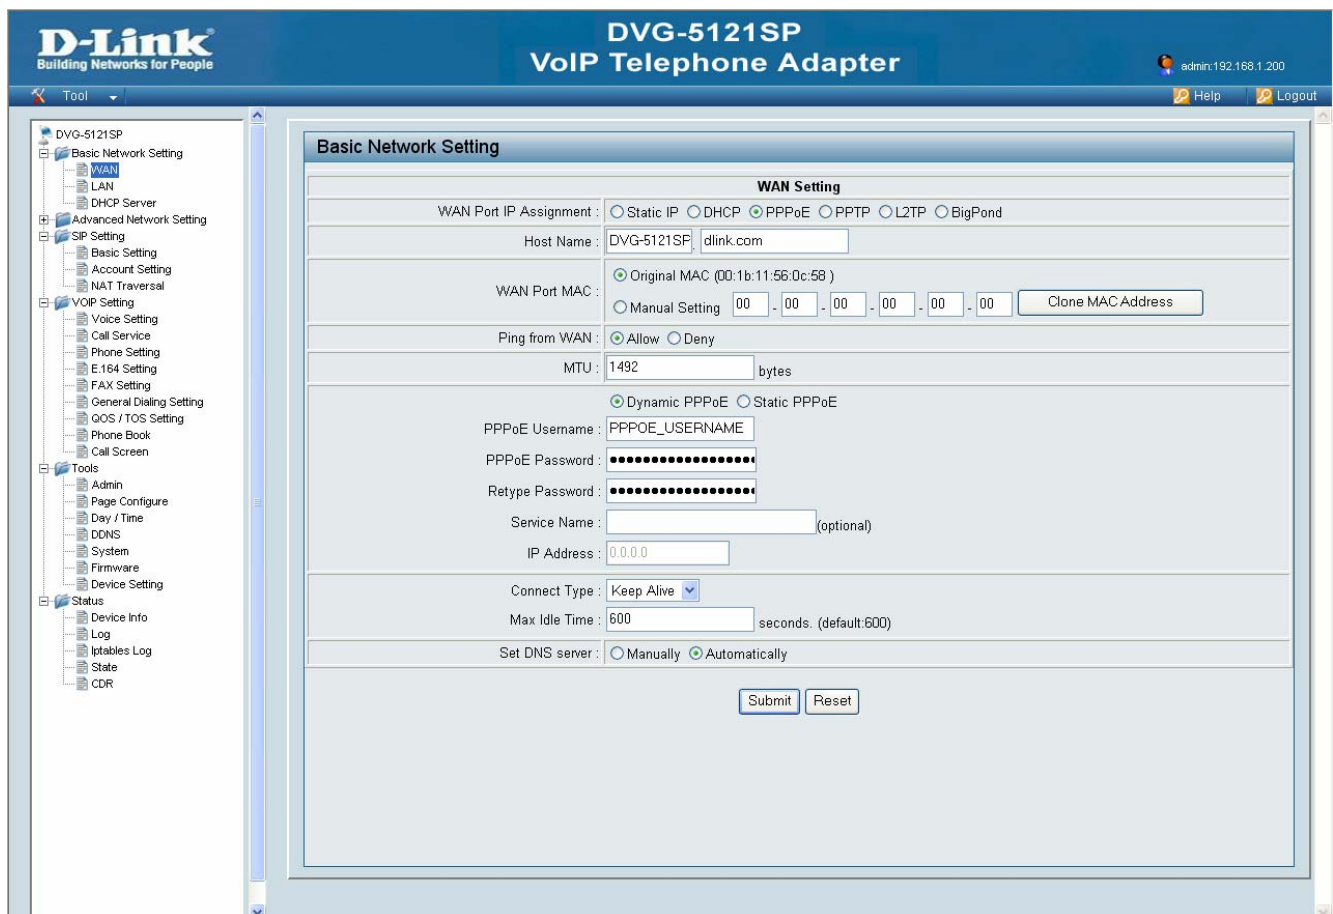 D-Link
Building Networks for People
DVG-5121SP
VoIP Telephone Adapter
admin:192.168.1.200
Tool
Help
Logout
DVG-5121SP
Basic Network Setting
WAN
LAN
DHCP Server
Advanced Network Setting
SIP Setting
Basic Setting
Account Setting
NAT Traversal
VOIP Setting
Voice Setting
Call Service
Phone Setting
E.164 Setting
FAX Setting
General Dialing Setting
QOS / TOS Setting
Phone Book
Call Screen
Tools
Admin
Page Configure
Day / Time
DDNS
System
Firmware
Device Setting
Status
Device Info
Log
Iptables Log
State
CDR
Basic Network Setting
WAN Setting
WAN Port IP Assignment : Static IP DHCP PPPoE PPTP L2TP BigPond
Host Name : DVG-5121SP . dlink.com
WAN Port MAC :
Original MAC (00:1b:11:56:0c:58 )
Manual Setting 00 - 00 - 00 - 00 - 00 - 00 Clone MAC Address
Ping from WAN : Allow Deny
MTU : 1492 bytes
Dynamic PPPoE Static PPPoE
PPPoE Username : PPPOE_USERNAME
PPPoE Password : ••••••••••••••••••
Retype Password : ••••••••••••••••••
Service Name : (optional)
IP Address : 0.0.0.0
Connect Type : Keep Alive
Max Idle Time : 600 seconds. (default:600)
Set DNS server : Manually Automatically
Submit Reset